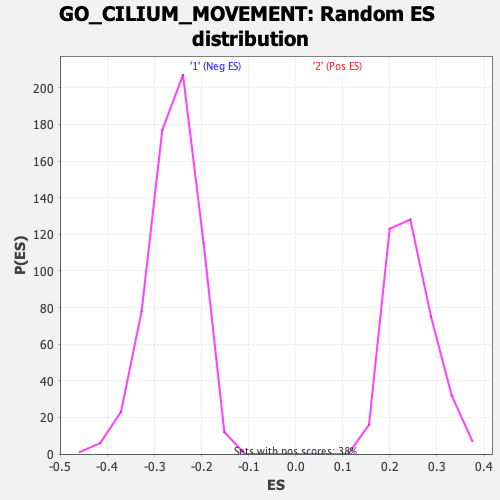 GO_CILIUM_MOVEMENT: Random ES
distribution
'1' (Neg ES) '2' (Pos ES)
P(ES)
200
180
160
140
120
100
80
60
40
20
0
Sets with pos scores: 38%
-0.5 -0.4 -0.3 -0.2 -0.1 0.0 0.1 0.2 0.3 0.4
ES